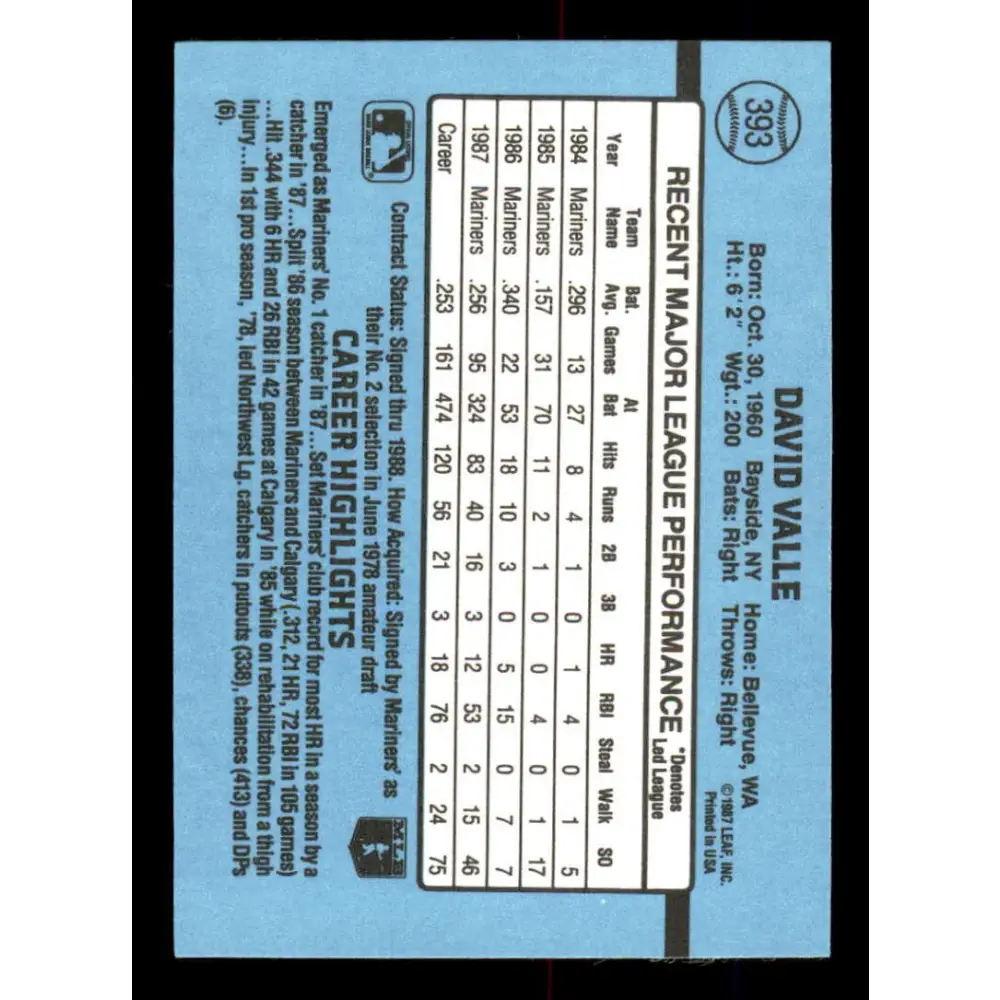 393
DAVID VALLE
Born: Oct. 30, 1960 Bayside, NY Home: Bellevue, WA
Ht.: 6'2" Wgt.: 200 Bats: Right Throws: Right
©1987 LEAF, INC.
Printed in USA
RECENT MAJOR LEAGUE PERFORMANCE *Denotes Led League
Year Team Name Bat. Avg. Games At Bat Hits Runs 2B 3B HR RBI Steal Walk SO
1984 Mariners .296 13 27 8 4 1 0 1 4 0 1 5
1985 Mariners .157 31 70 11 2 1 0 0 4 0 1 17
1986 Mariners .340 22 53 18 10 3 0 5 15 0 7 7
1987 Mariners .256 95 324 83 40 16 3 12 53 2 15 46
Career .253 161 474 120 56 21 3 18 76 2 24 75
Contract Status: Signed thru 1988. How Acquired: Signed by Mariners' as
their No. 2 selection in June 1978 amateur draft
MLB
CAREER HIGHLIGHTS
Emerged as Mariners' No. 1 catcher in '87...Set Mariners' club record for most HR in a season by a
catcher in '87...Split '86 season between Mariners and Calgary (.312, 21 HR, 72 RBI in 105 games)
...Hit .344 with 6 HR and 26 RBI in 42 games at Calgary in '85 while on rehabilitation from a thigh
injury...In 1st pro season, '78, led Northwest Lg. catchers in putouts (338), chances (413) and DPs
(6).